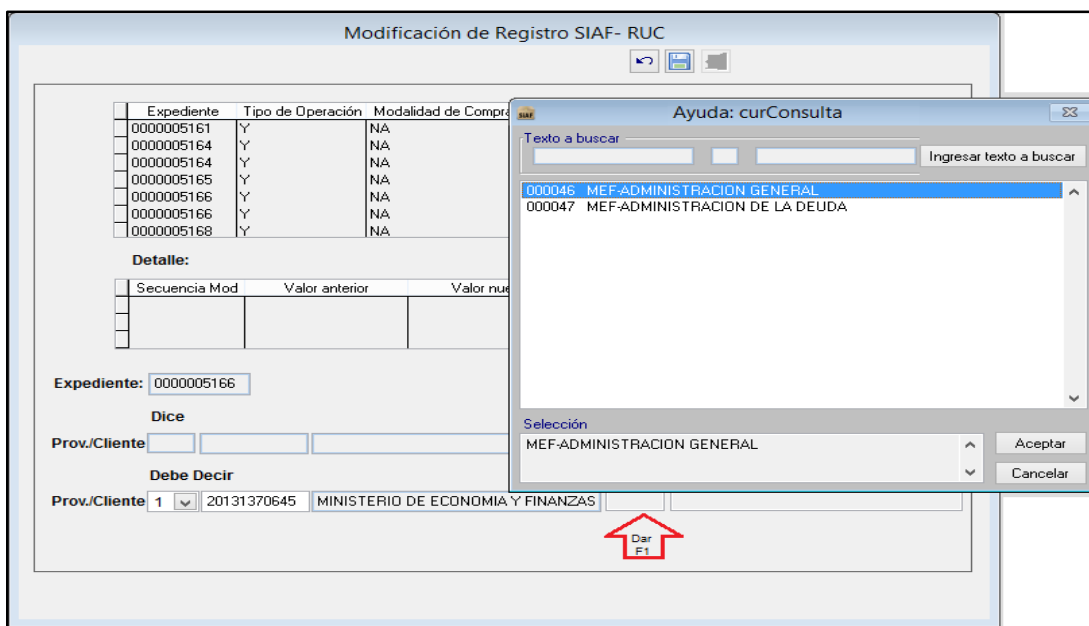 Modificación de Registro SIAF- RUC
Expediente Tipo de Operación Modalidad de Compra
0000005161 Y NA
0000005164 Y NA
0000005164 Y NA
0000005165 Y NA
0000005166 Y NA
0000005166 Y NA
0000005168 Y NA
Detalle:
Secuencia Mod Valor anterior Valor nue
Expediente: 0000005166
Dice
Prov./Cliente
Debe Decir
Prov./Cliente 1 20131370645 MINISTERIO DE ECONOMIA Y FINANZAS
Dar
F1
SIAF Ayuda: curConsulta
Texto a buscar
Ingresar texto a buscar
000046 MEF-ADMINISTRACION GENERAL
000047 MEF-ADMINISTRACION DE LA DEUDA
Selección
MEF-ADMINISTRACION GENERAL
Aceptar
Cancelar